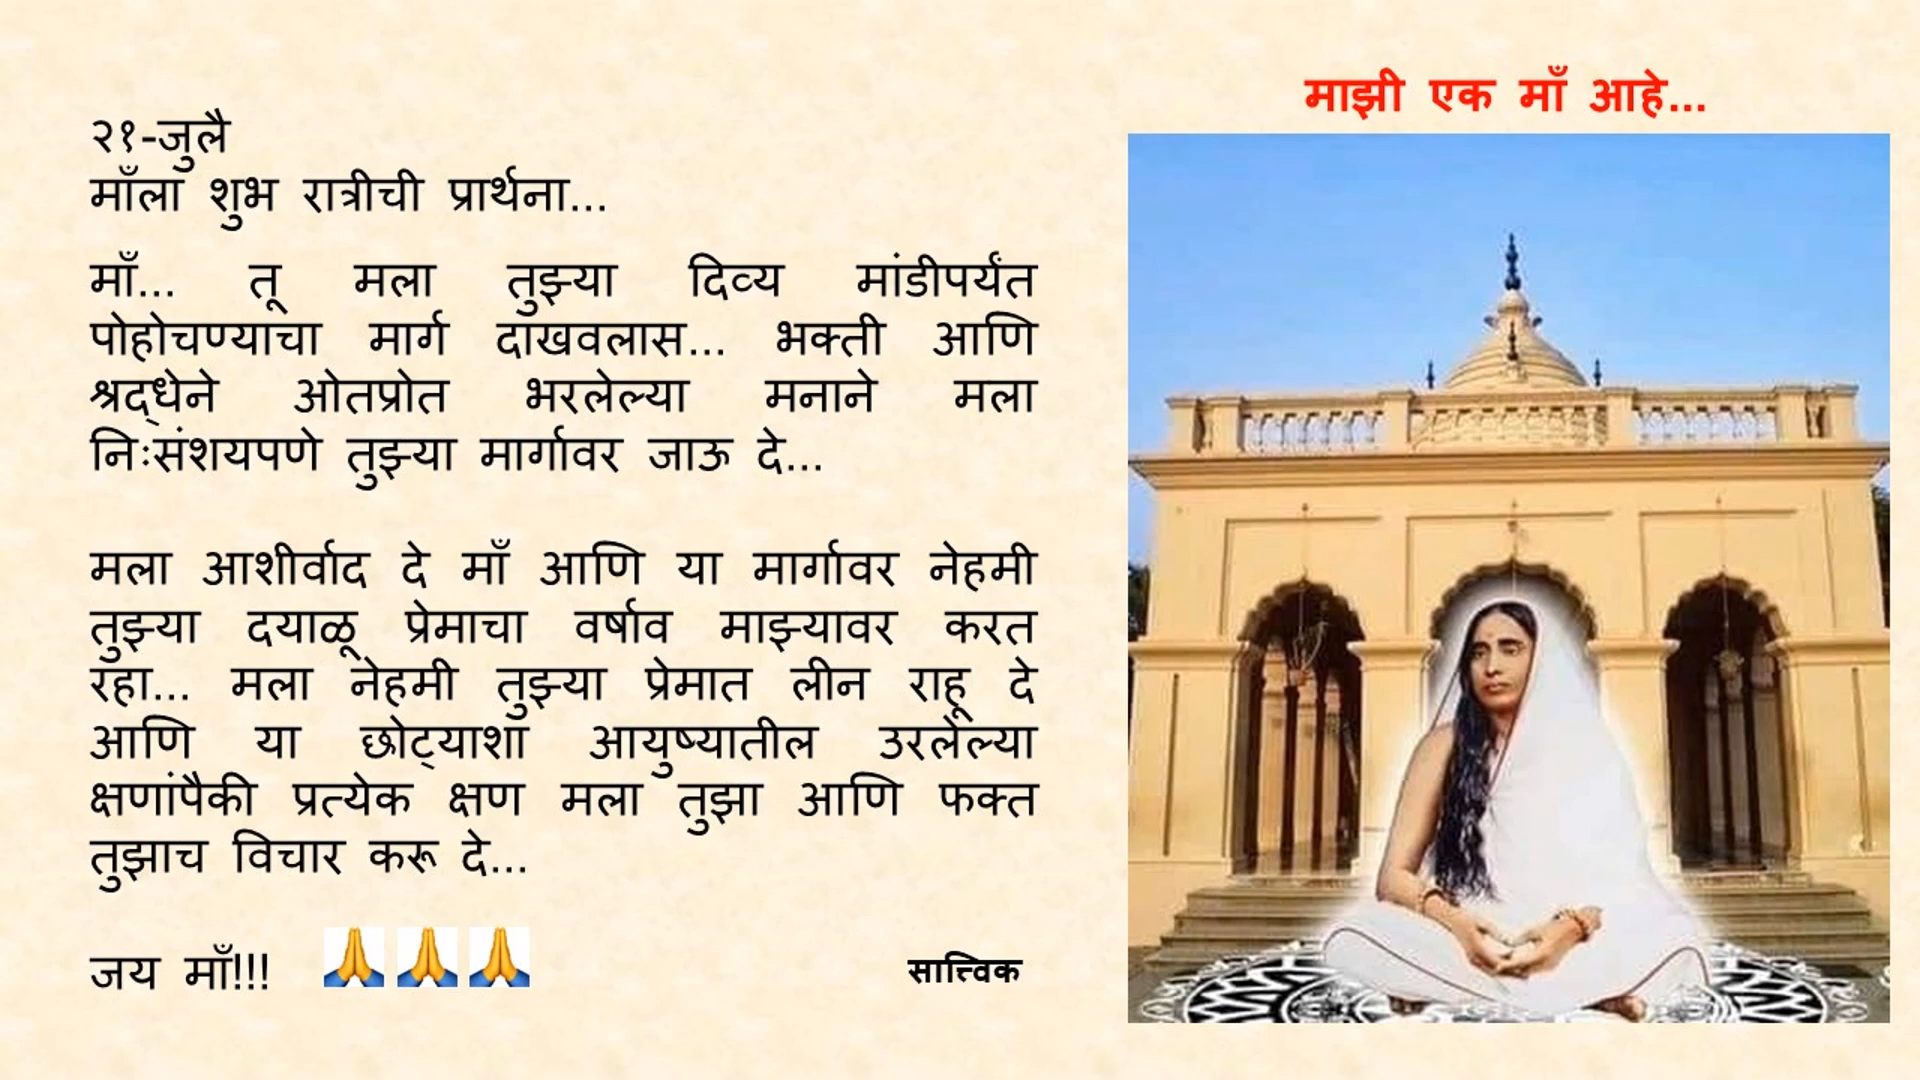 माझी एक माँ आहे...
२१-जुलै
माँला शुभ रात्रीची प्रार्थना...
माँ... तू मला तुझ्या दिव्य मांडीपर्यंत
पोहोचण्याचा मार्ग दाखवलास... भक्ती आणि
श्रद्धेने ओतप्रोत भरलेल्या मनाने मला
निःसंशयपणे तुझ्या मार्गावर जाऊ दे...
मला आशीर्वाद दे माँ आणि या मार्गावर नेहमी
तुझ्या दयाळू प्रेमाचा वर्षाव माझ्यावर करत
रहा... मला नेहमी तुझ्या प्रेमात लीन राहू दे
आणि या छोट्याशा आयुष्यातील उरलेल्या
क्षणांपैकी प्रत्येक क्षण मला तुझा आणि फक्त
तुझाच विचार करू दे...
जय माँ!!! 🙏🙏🙏
सात्त्विक